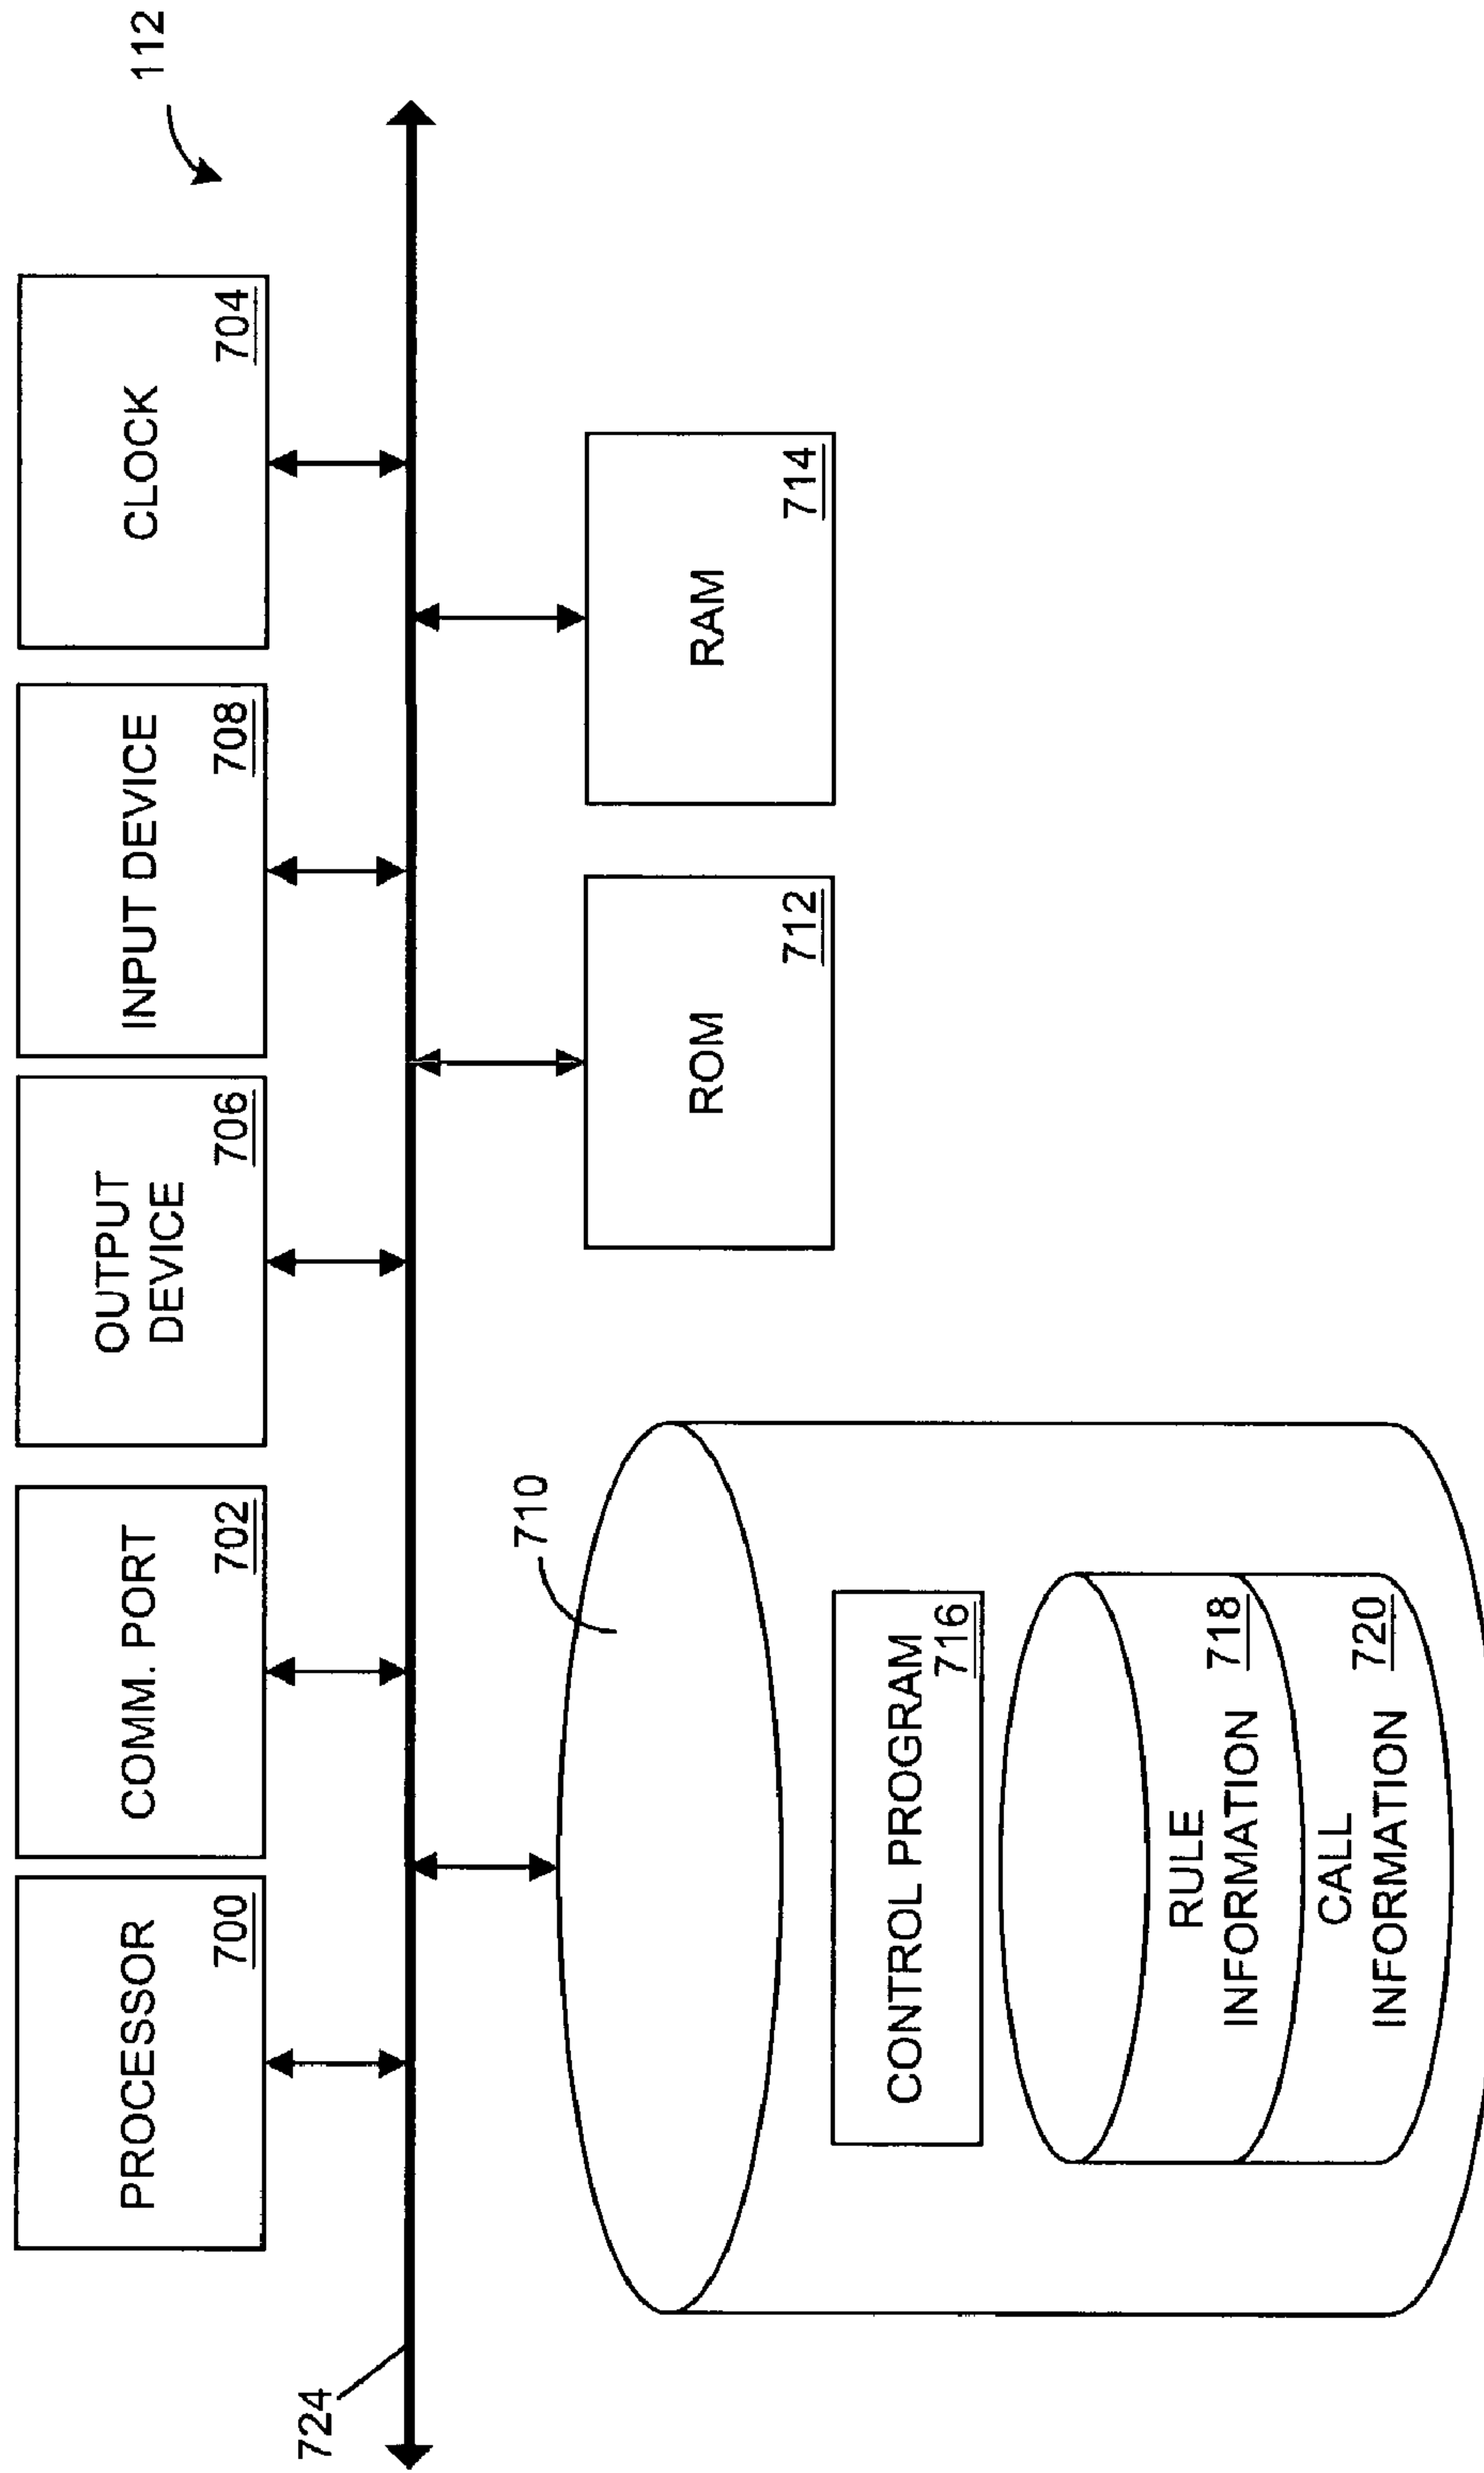 112
PROCESSOR
700
COMM. PORT
702
OUTPUT
DEVICE
706
INPUT DEVICE
708
CLOCK
704
724
710
CONTROL PROGRAM
716
RULE
INFORMATION 718
CALL
INFORMATION 720
ROM
712
RAM
714